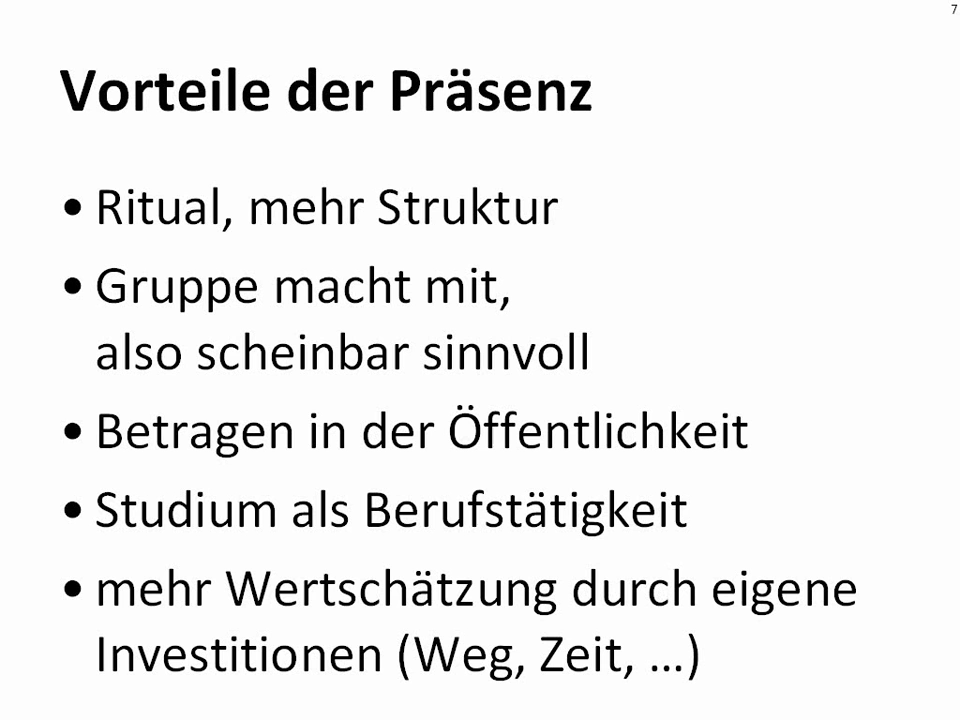 7
Vorteile der Präsenz
• Ritual, mehr Struktur
• Gruppe macht mit,
also scheinbar sinnvoll
• Betragen in der Öffentlichkeit
• Studium als Berufstätigkeit
• mehr Wertschätzung durch eigene
Investitionen (Weg, Zeit, …)